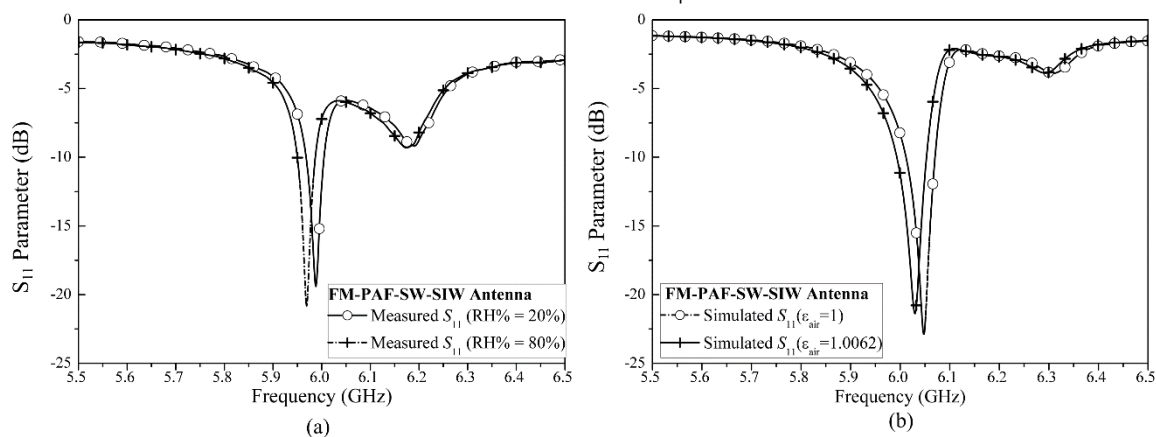 0
-5
-10
-15
-20
-25
S₁₁ Parameter (dB)
FM-PAF-SW-SIW Antenna
Measured S₁₁ (RH% = 20%)
Measured S₁₁ (RH% = 80%)
5.5 5.6 5.7 5.8 5.9 6.0 6.1 6.2 6.3 6.4 6.5
Frequency (GHz)
(a)
0
-5
-10
-15
-20
-25
S₁₁ Parameter (dB)
FM-PAF-SW-SIW Antenna
Simulated S₁₁(εair=1)
Simulated S₁₁(εair=1.0062)
5.5 5.6 5.7 5.8 5.9 6.0 6.1 6.2 6.3 6.4 6.5
Frequency (GHz)
(b)